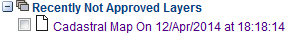 Recently Not Approved Layers
Cadastral Map On 12/Apr/2014 at 18:18:14